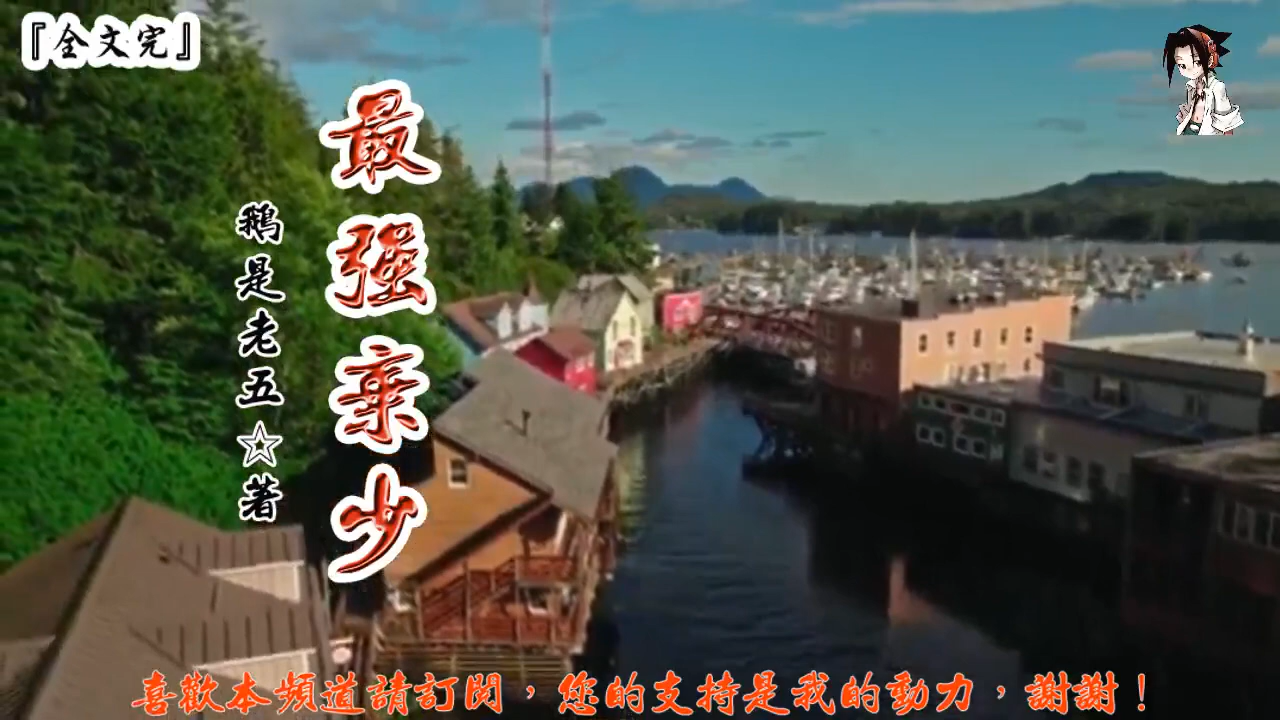 『全文完』
最強棄少
鵝是老五☆著
喜歡本頻道請訂閱，您的支持是我的動力，謝謝！